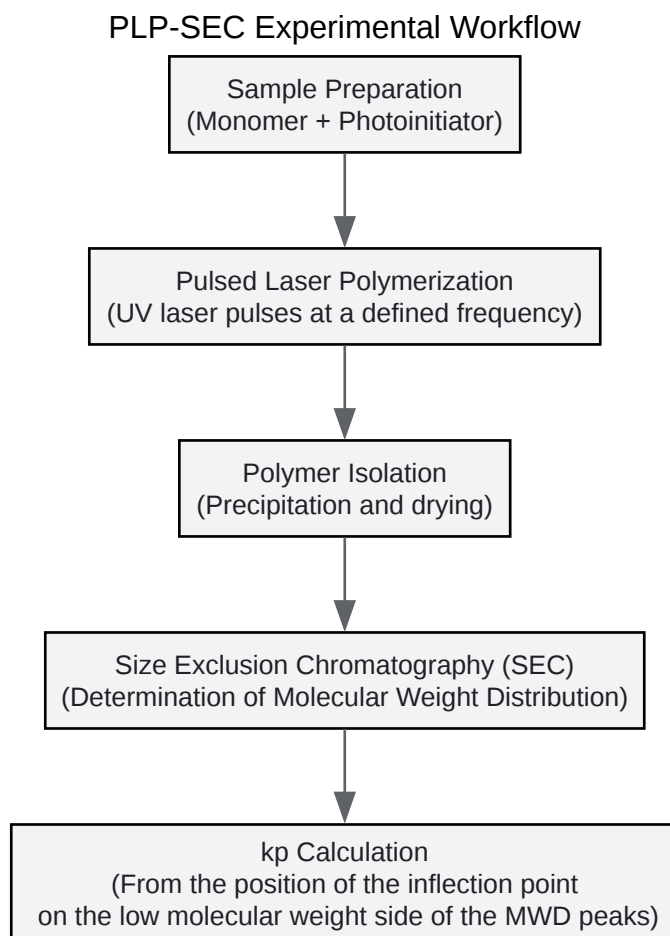 PLP-SEC Experimental Workflow
Sample Preparation
(Monomer + Photoinitiator)
Pulsed Laser Polymerization
(UV laser pulses at a defined frequency)
Polymer Isolation
(Precipitation and drying)
Size Exclusion Chromatography (SEC)
(Determination of Molecular Weight Distribution)
kp Calculation
(From the position of the inflection point
on the low molecular weight side of the MWD peaks)